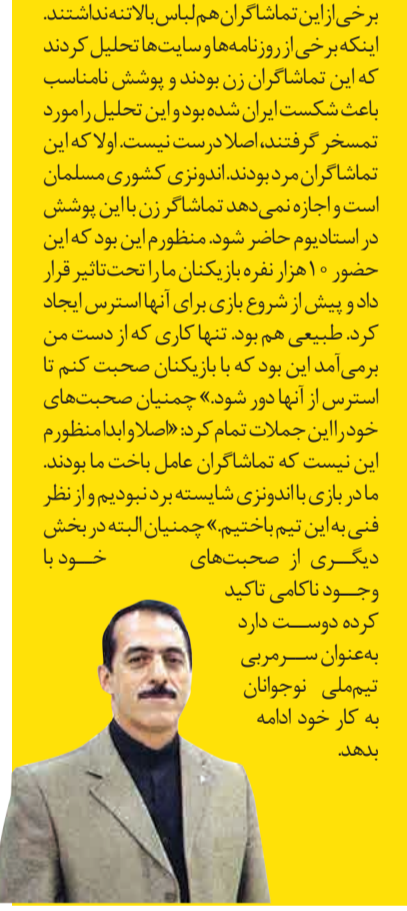 برخی از این تماشاگران هم لباس بالاتنه نداشتند.
اینکه برخی از روزنامه‌ها و سایت‌ها تحلیل کردند
که این تماشاگران زن بودند و پوشش نامناسب
باعث شکست ایران شده بود و این تحلیل را مورد
تمسخر گرفتند، اصلا درست نیست. اولا که این
تماشاگران مرد بودند. اندونزی کشوری مسلمان
است و اجازه نمی‌دهد تماشاگر زن با این پوشش
در استادیوم حاضر شود. منظورم این بود که این
حضور ۱۰ هزار نفره بازیکنان ما را تحت‌تاثیر قرار
داد و پیش از شروع بازی برای آنها استرس ایجاد
کرد. طبیعی هم بود. تنها کاری که از دست من
برمی‌آمد این بود که با بازیکنان صحبت کنم تا
استرس از آنها دور شود.» چمنیان صحبت‌های
خود را این جملات تمام کرد: «اصلا و ابدا منظورم
این نیست که تماشاگران عامل باخت ما بودند.
ما در بازی با اندونزی شایسته برد نبودیم و از نظر
فنی به این تیم باختیم.» چمنیان البته در بخش
دیگـــری از صحبت‌های خـــود با
وجـــود ناکامی تاکید
کرده دوســـت دارد
به‌عنوان ســـرمربی
تیم‌ملی نوجوانان
به کار خود ادامه
بدهد.